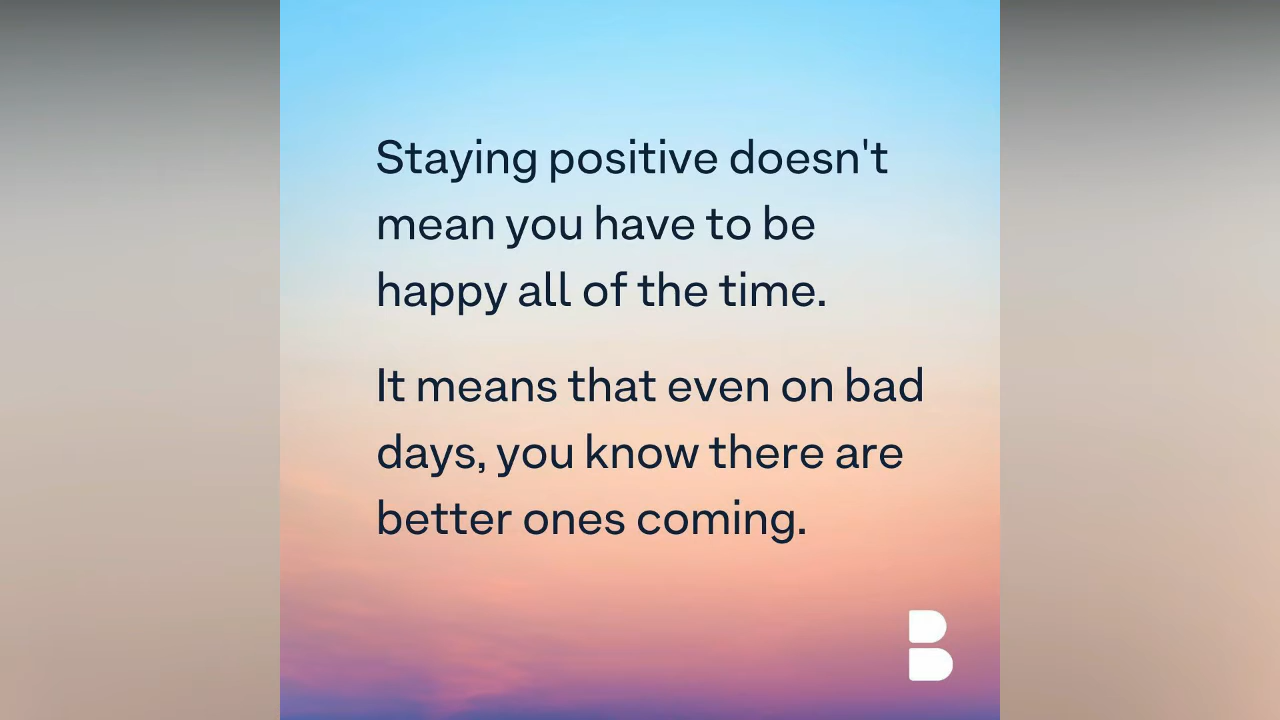 Staying positive doesn't
mean you have to be
happy all of the time.
It means that even on bad
days, you know there are
better ones coming.
B